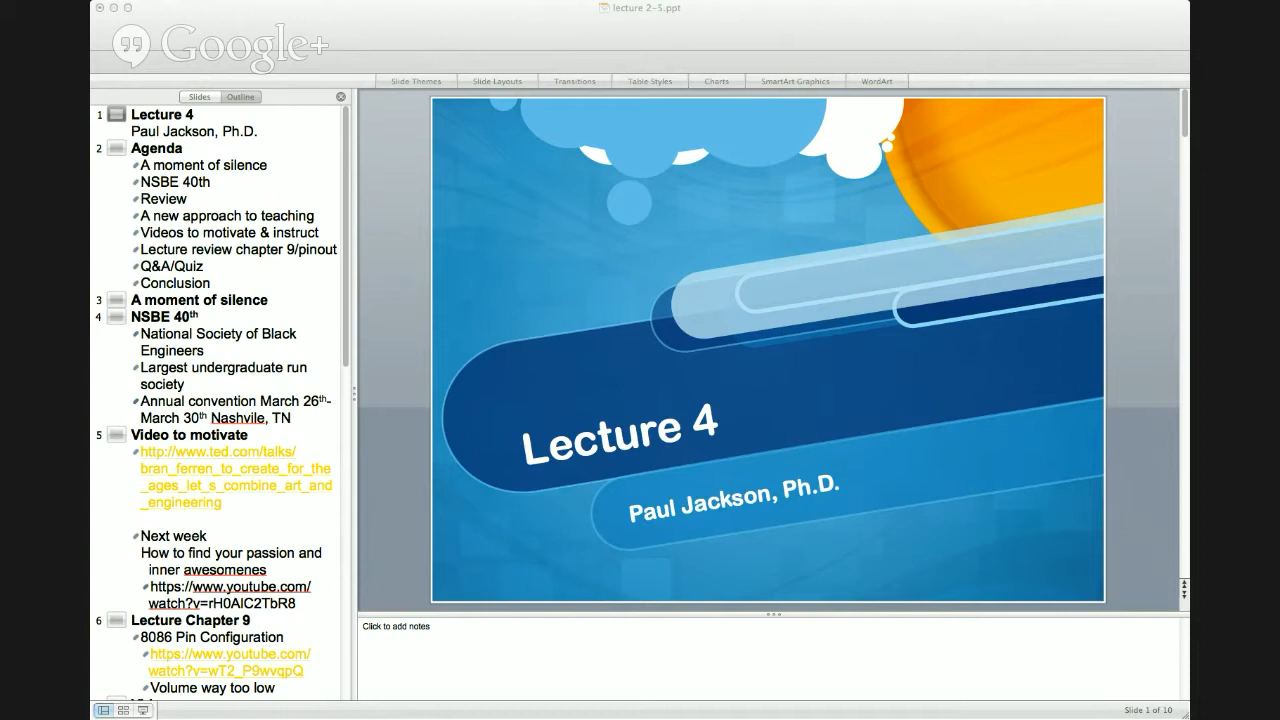 lecture 2-5.ppt
Google+
Slide Themes
Slide Layouts
Transitions
Table Styles
Charts
SmartArt Graphics
WordArt
Slides
Outline
1 Lecture 4
Paul Jackson, Ph.D.
2 Agenda
A moment of silence
NSBE 40th
Review
A new approach to teaching
Videos to motivate & instruct
Lecture review chapter 9/pinout
Q&A/Quiz
Conclusion
3 A moment of silence
4 NSBE 40th
National Society of Black
Engineers
Largest undergraduate run
society
Annual convention March 26th-
March 30th Nashvile, TN
5 Video to motivate
http://www.ted.com/talks/
bran_ferren_to_create_for_the
_ages_let_s_combine_art_and
_engineering
Next week
How to find your passion and
inner awesomenes
https://www.youtube.com/
watch?v=rH0AlC2TbR8
6 Lecture Chapter 9
8086 Pin Configuration
https://www.youtube.com/
watch?v=wT2_P9wvqpQ
Volume way too low
Lecture 4
Paul Jackson, Ph.D.
Click to add notes
Slide 1 of 10